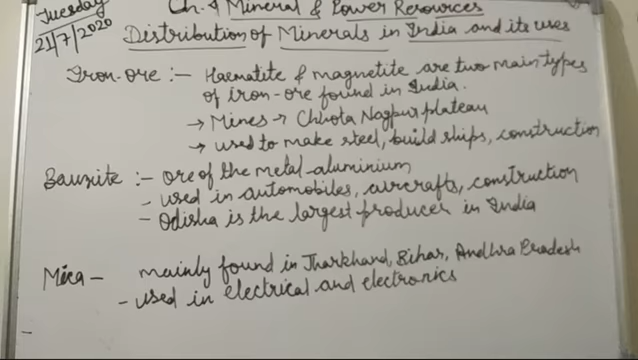 Tuesday
21/7/2020
Ch. 4 Mineral & Power Resources
Distribution of Minerals in India and its uses
Iron-ore :- Haematite & magnetite are two main types
of iron-ore found in India.
→ Mines → Chhota Nagpur plateau
→ used to make steel, build ships, construction
Bauxite :- ore of the metal-aluminium
- used in automobiles, aircrafts, construction
- Odisha is the largest producer in India
Mica - mainly found in Jharkhand, Bihar, Andhra Pradesh
- used in electrical and electronics